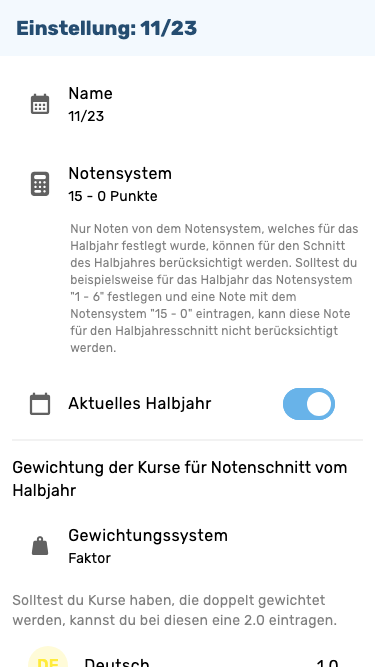 Einstellung: 11/23
Name
11/23
Notensystem
15 - 0 Punkte
Nur Noten von dem Notensystem, welches für das
Halbjahr festlegt wurde, können für den Schnitt
des Halbjahres berücksichtigt werden. Solltest du
beispielsweise für das Halbjahr das Notensystem
"1 - 6" festlegen und eine Note mit dem
Notensystem "15 - 0" eintragen, kann diese Note
für den Halbjahresschnitt nicht berücksichtigt
werden.
Aktuelles Halbjahr
Gewichtung der Kurse für Notenschnitt vom
Halbjahr
Gewichtungssystem
Faktor
Solltest du Kurse haben, die doppelt gewichtet
werden, kannst du bei diesen eine 2.0 eintragen.
DE Deutsch 1.0